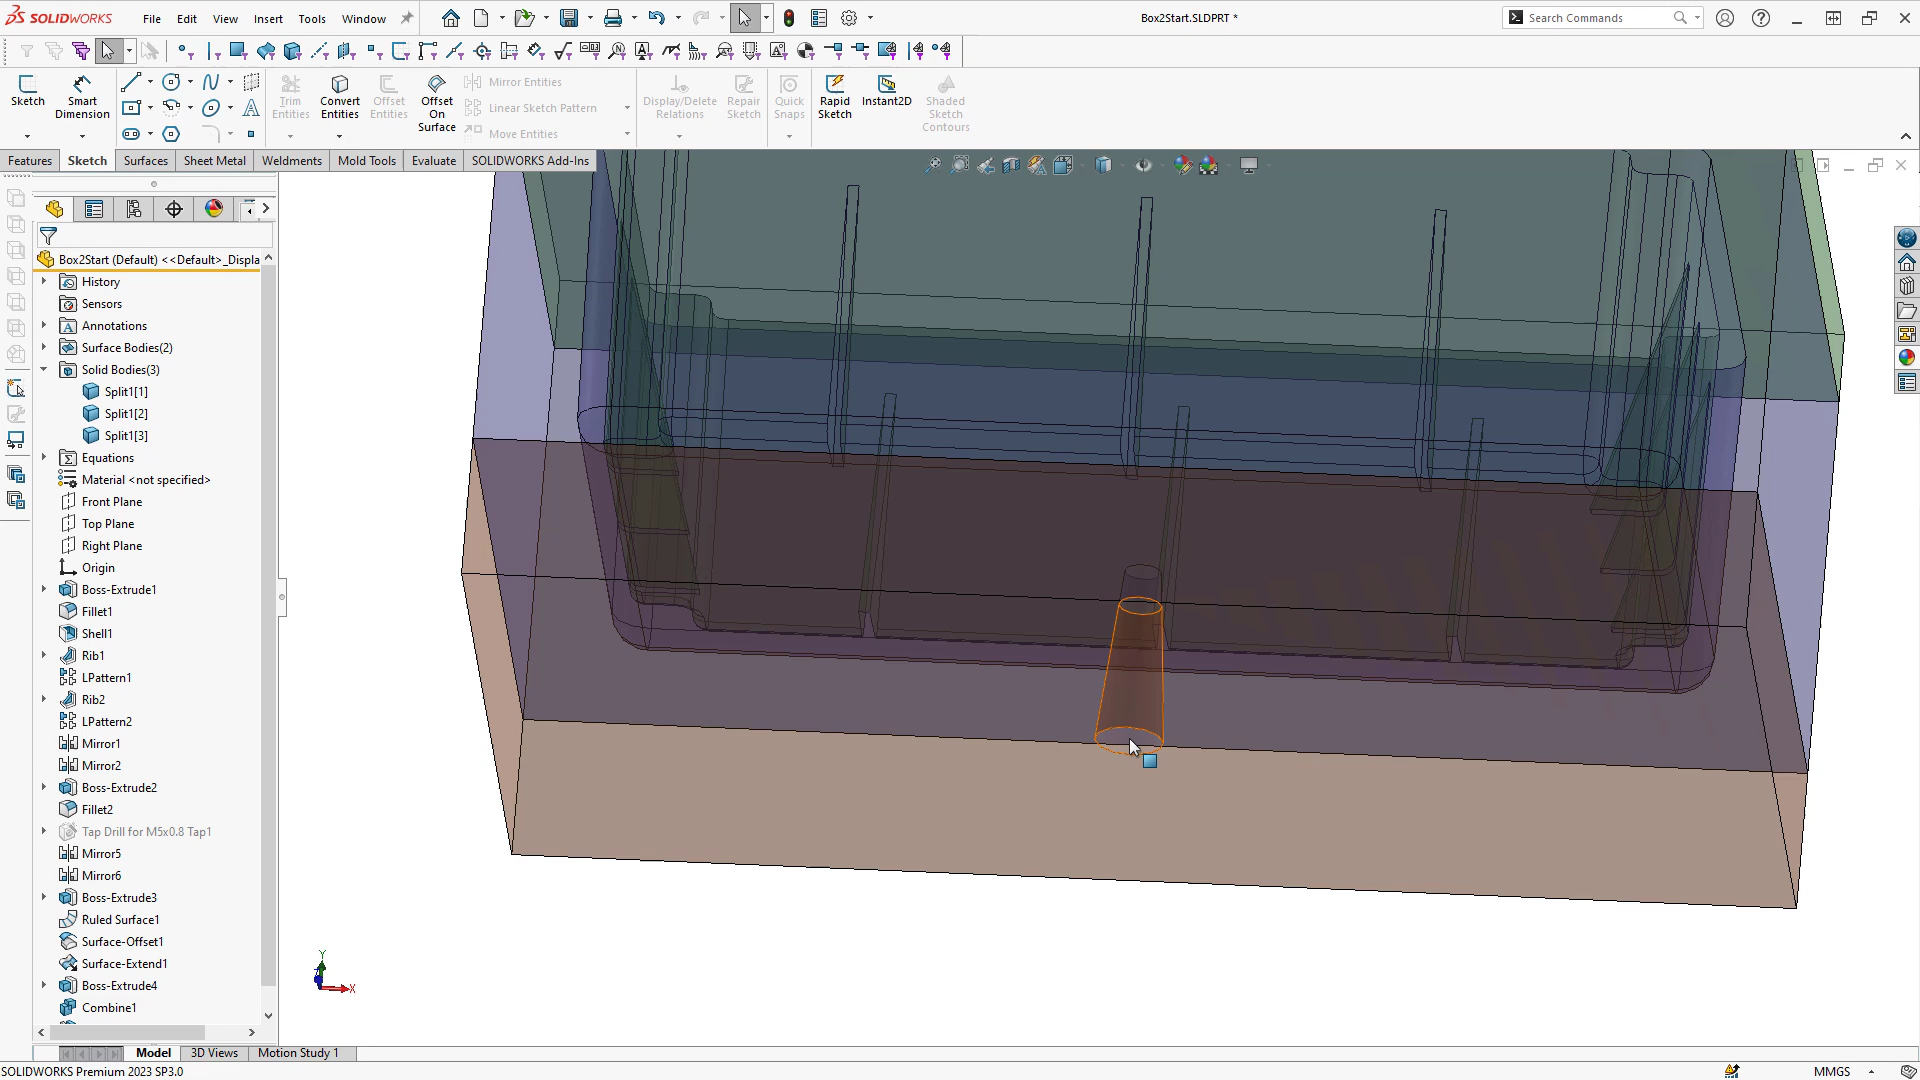 SOLIDWORKS
File
Edit
View
Insert
Tools
Window
Box2Start.SLDPRT *
Search Commands
Sketch
Smart Dimension
Trim Entities
Convert Entities
Offset Entities
Offset On Surface
Mirror Entities
Linear Sketch Pattern
Move Entities
Display/Delete Relations
Repair Sketch
Quick Snaps
Rapid Sketch
Instant2D
Shaded Sketch Contours
Features
Sketch
Surfaces
Sheet Metal
Weldments
Mold Tools
Evaluate
SOLIDWORKS Add-Ins
Box2Start (Default) <<Default>_Displa
History
Sensors
Annotations
Surface Bodies(2)
Solid Bodies(3)
Split1[1]
Split1[2]
Split1[3]
Equations
Material <not specified>
Front Plane
Top Plane
Right Plane
Origin
Boss-Extrude1
Fillet1
Shell1
Rib1
LPattern1
Rib2
LPattern2
Mirror1
Mirror2
Boss-Extrude2
Fillet2
Tap Drill for M5x0.8 Tap1
Mirror5
Mirror6
Boss-Extrude3
Ruled Surface1
Surface-Offset1
Surface-Extend1
Boss-Extrude4
Combine1
Y
X
Model
3D Views
Motion Study 1
SOLIDWORKS Premium 2023 SP3.0
MMGS